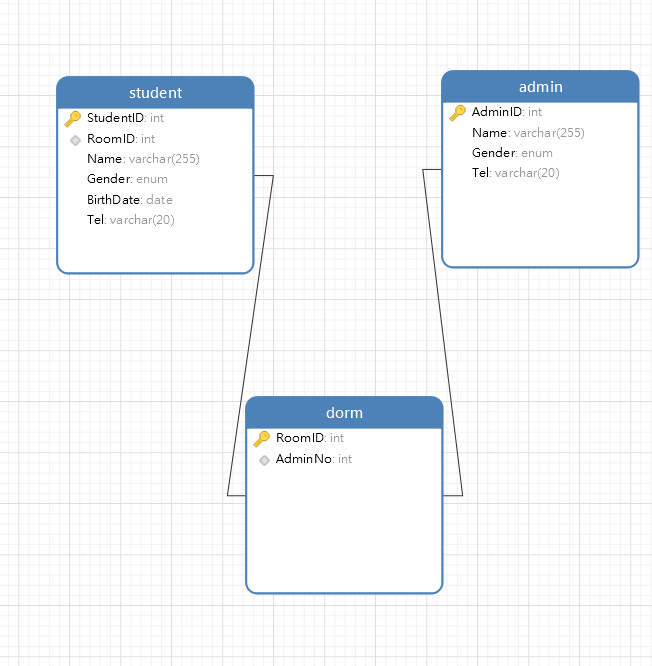 student
StudentID: int
RoomID: int
Name: varchar(255)
Gender: enum
BirthDate: date
Tel: varchar(20)
admin
AdminID: int
Name: varchar(255)
Gender: enum
Tel: varchar(20)
dorm
RoomID: int
AdminNo: int